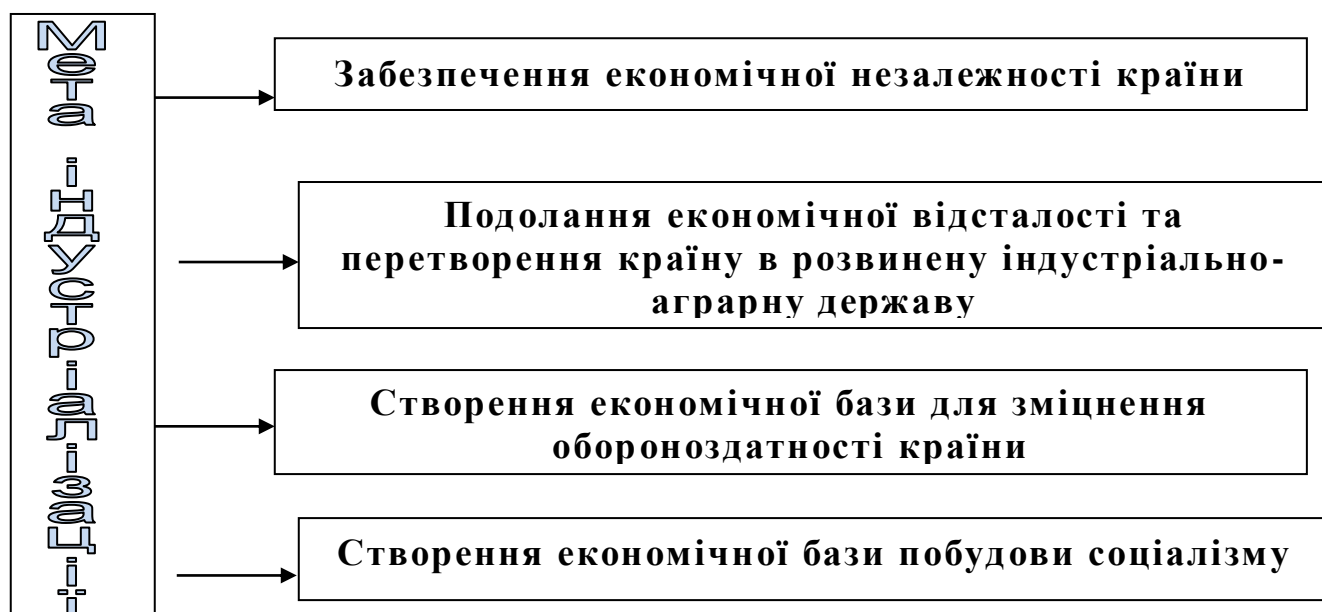 Мета індустріалізації
Забезпечення економічної незалежності країни
Подолання економічної відсталості та
перетворення країну в розвинену індустріально-
аграрну державу
Створення економічної бази для зміцнення
обороноздатності країни
Створення економічної бази побудови соціалізму